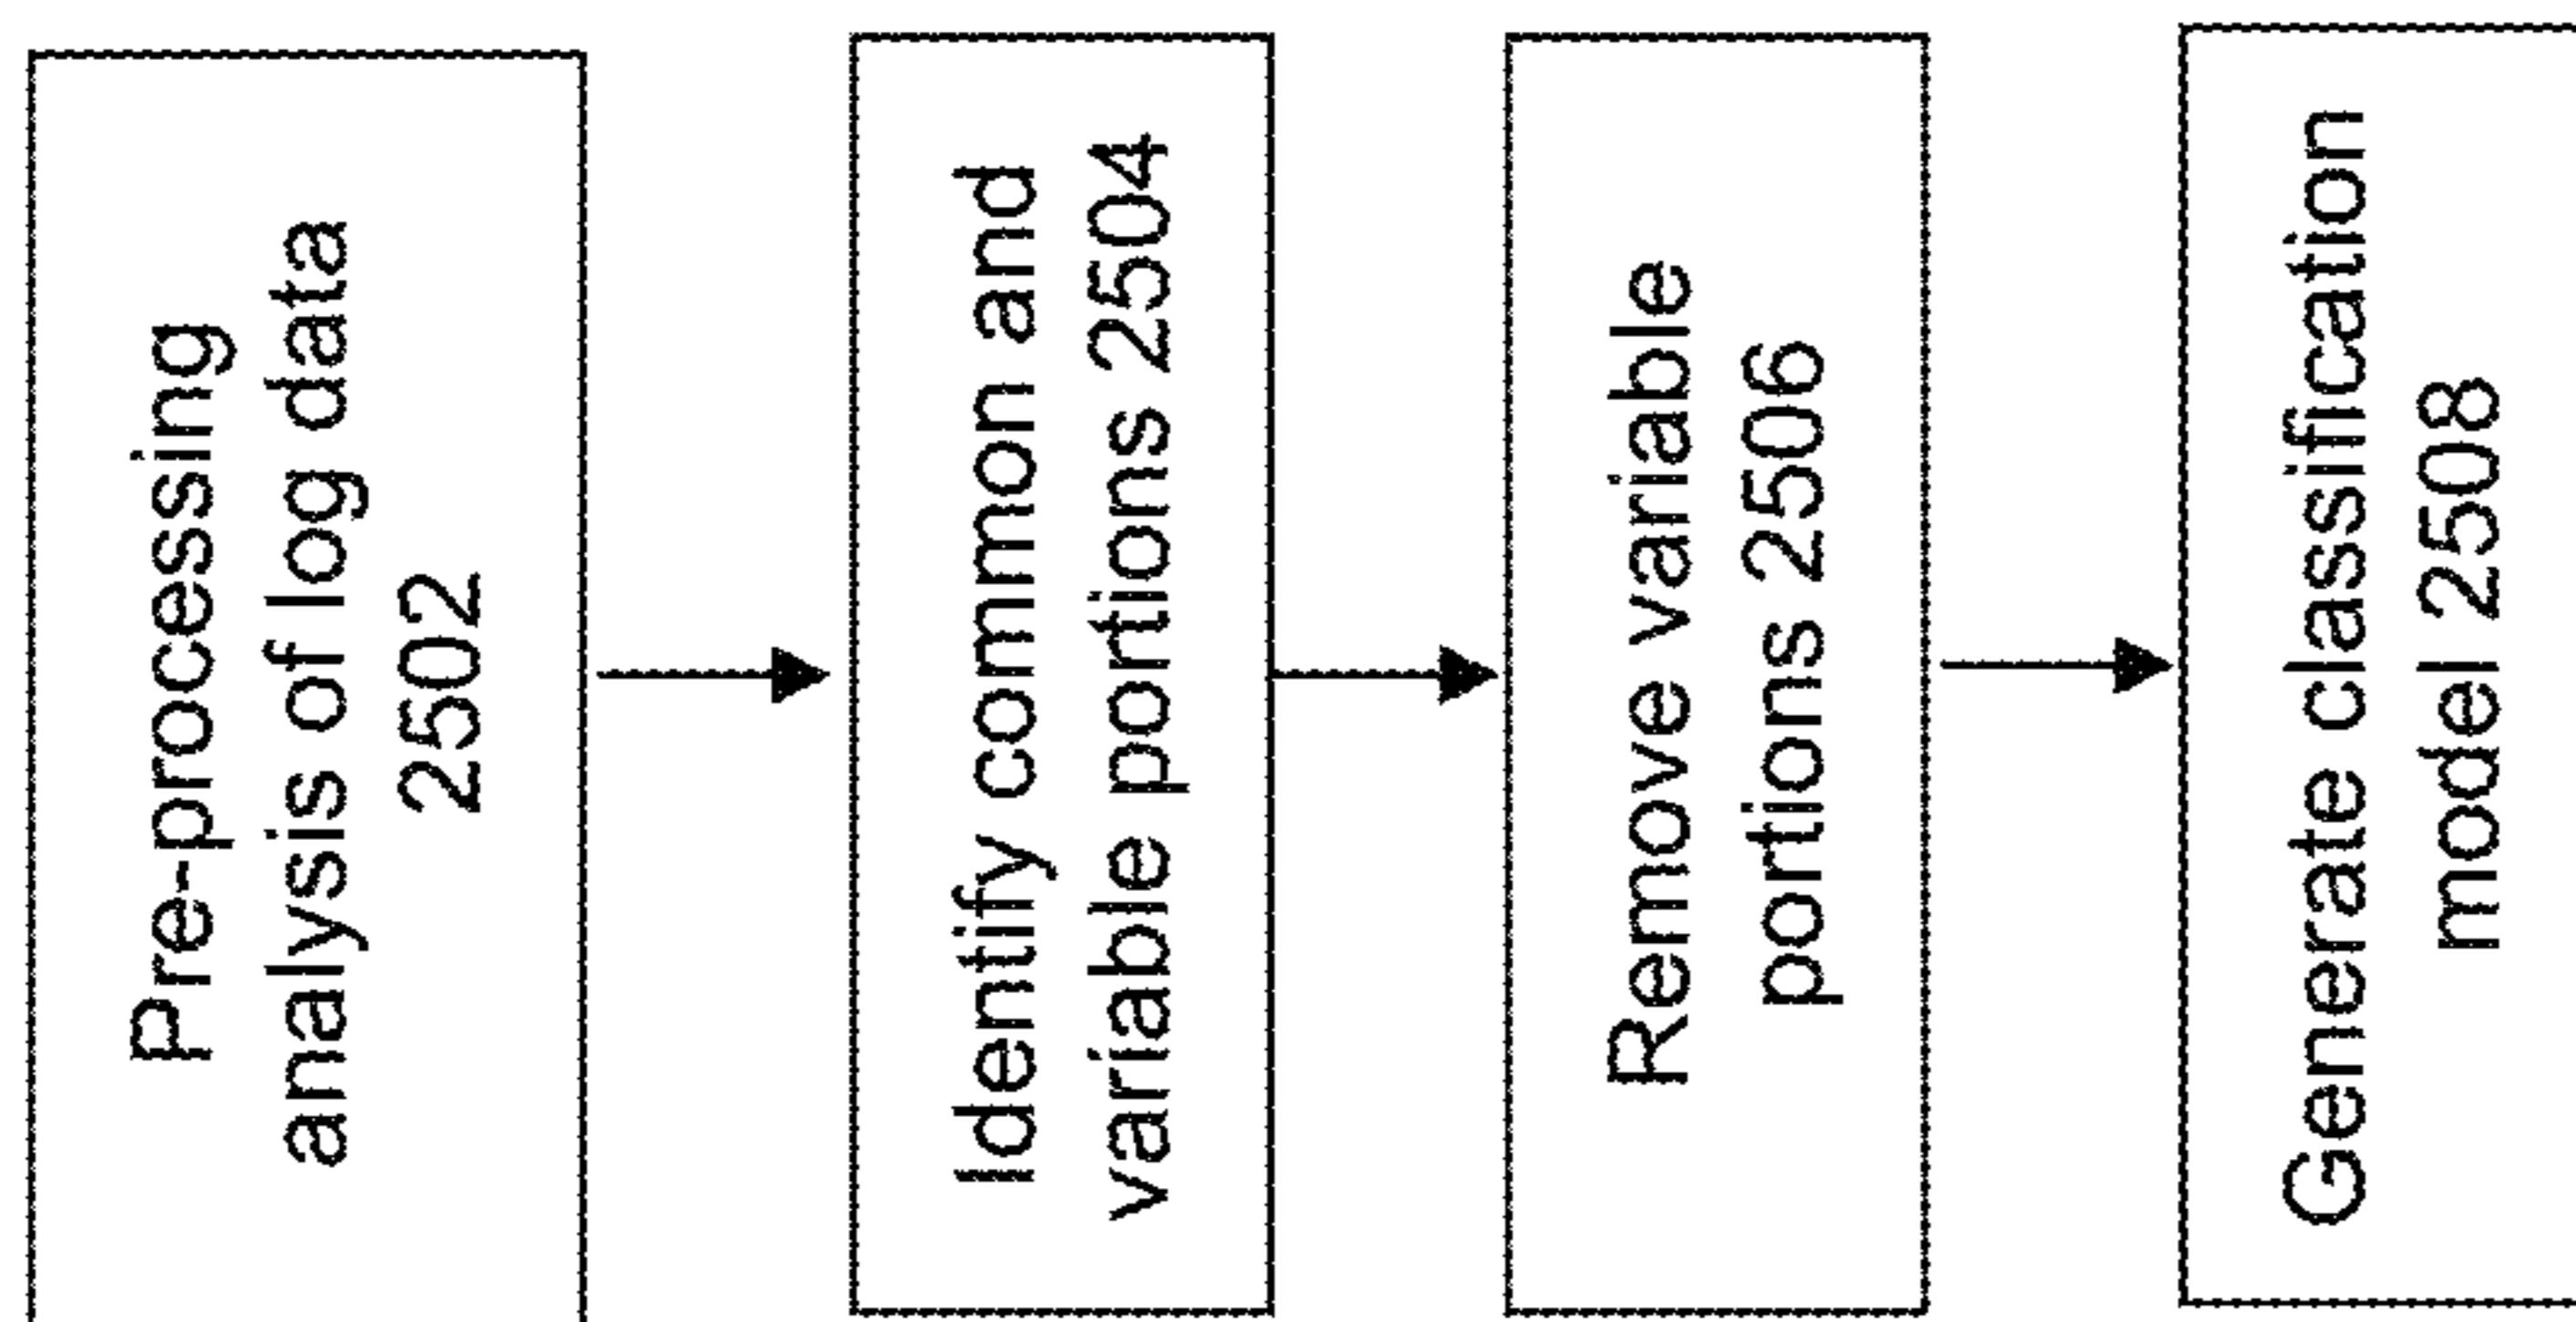 Pre-processing
analysis of log data
2502
Identify common and
variable portions 2504
Remove variable
portions 2506
Generate classification
model 2508